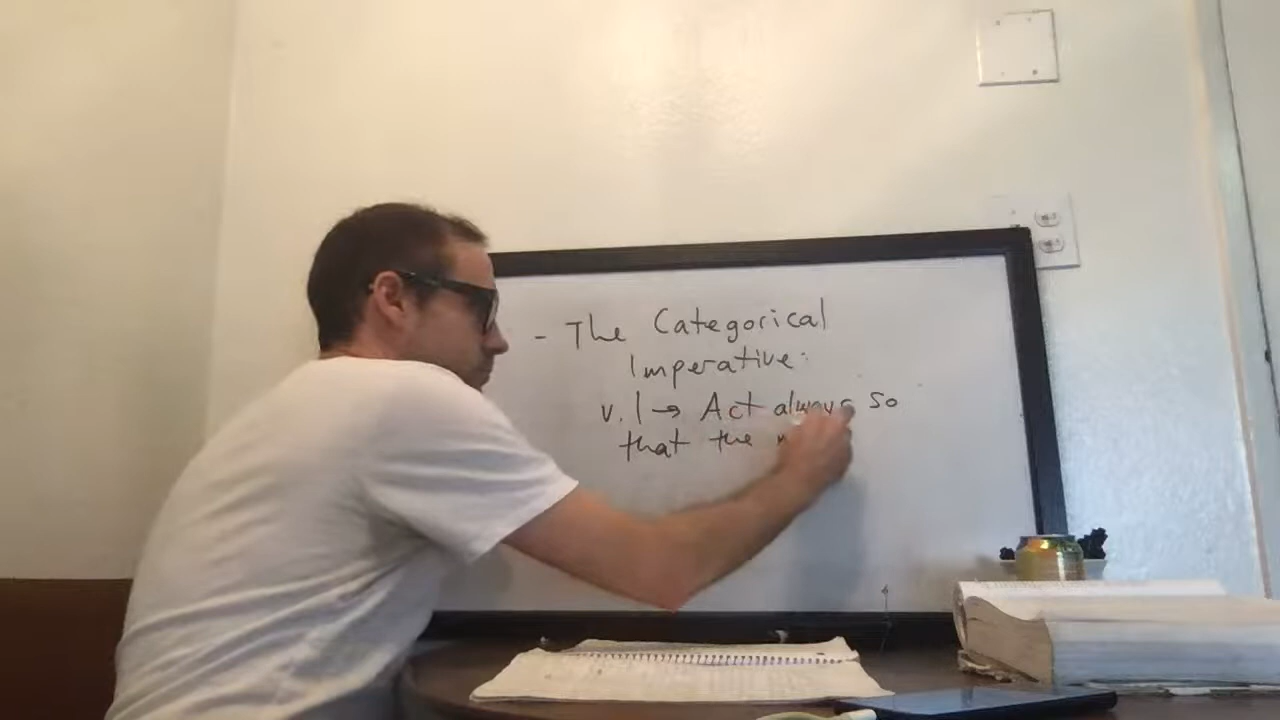 - The Categorical
Imperative:
v. 1 → Act always so
that the